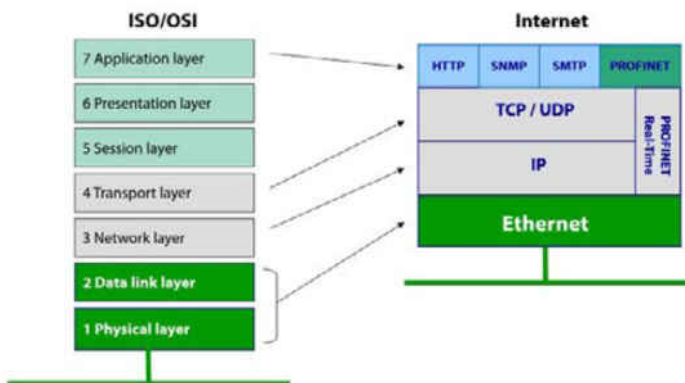 ISO/OSI
7 Application layer
6 Presentation layer
5 Session layer
4 Transport layer
3 Network layer
2 Data link layer
1 Physical layer
Internet
HTTP
SNMP
SMTP
PROFINET
TCP / UDP
IP
PROFINET
Real-Time
Ethernet